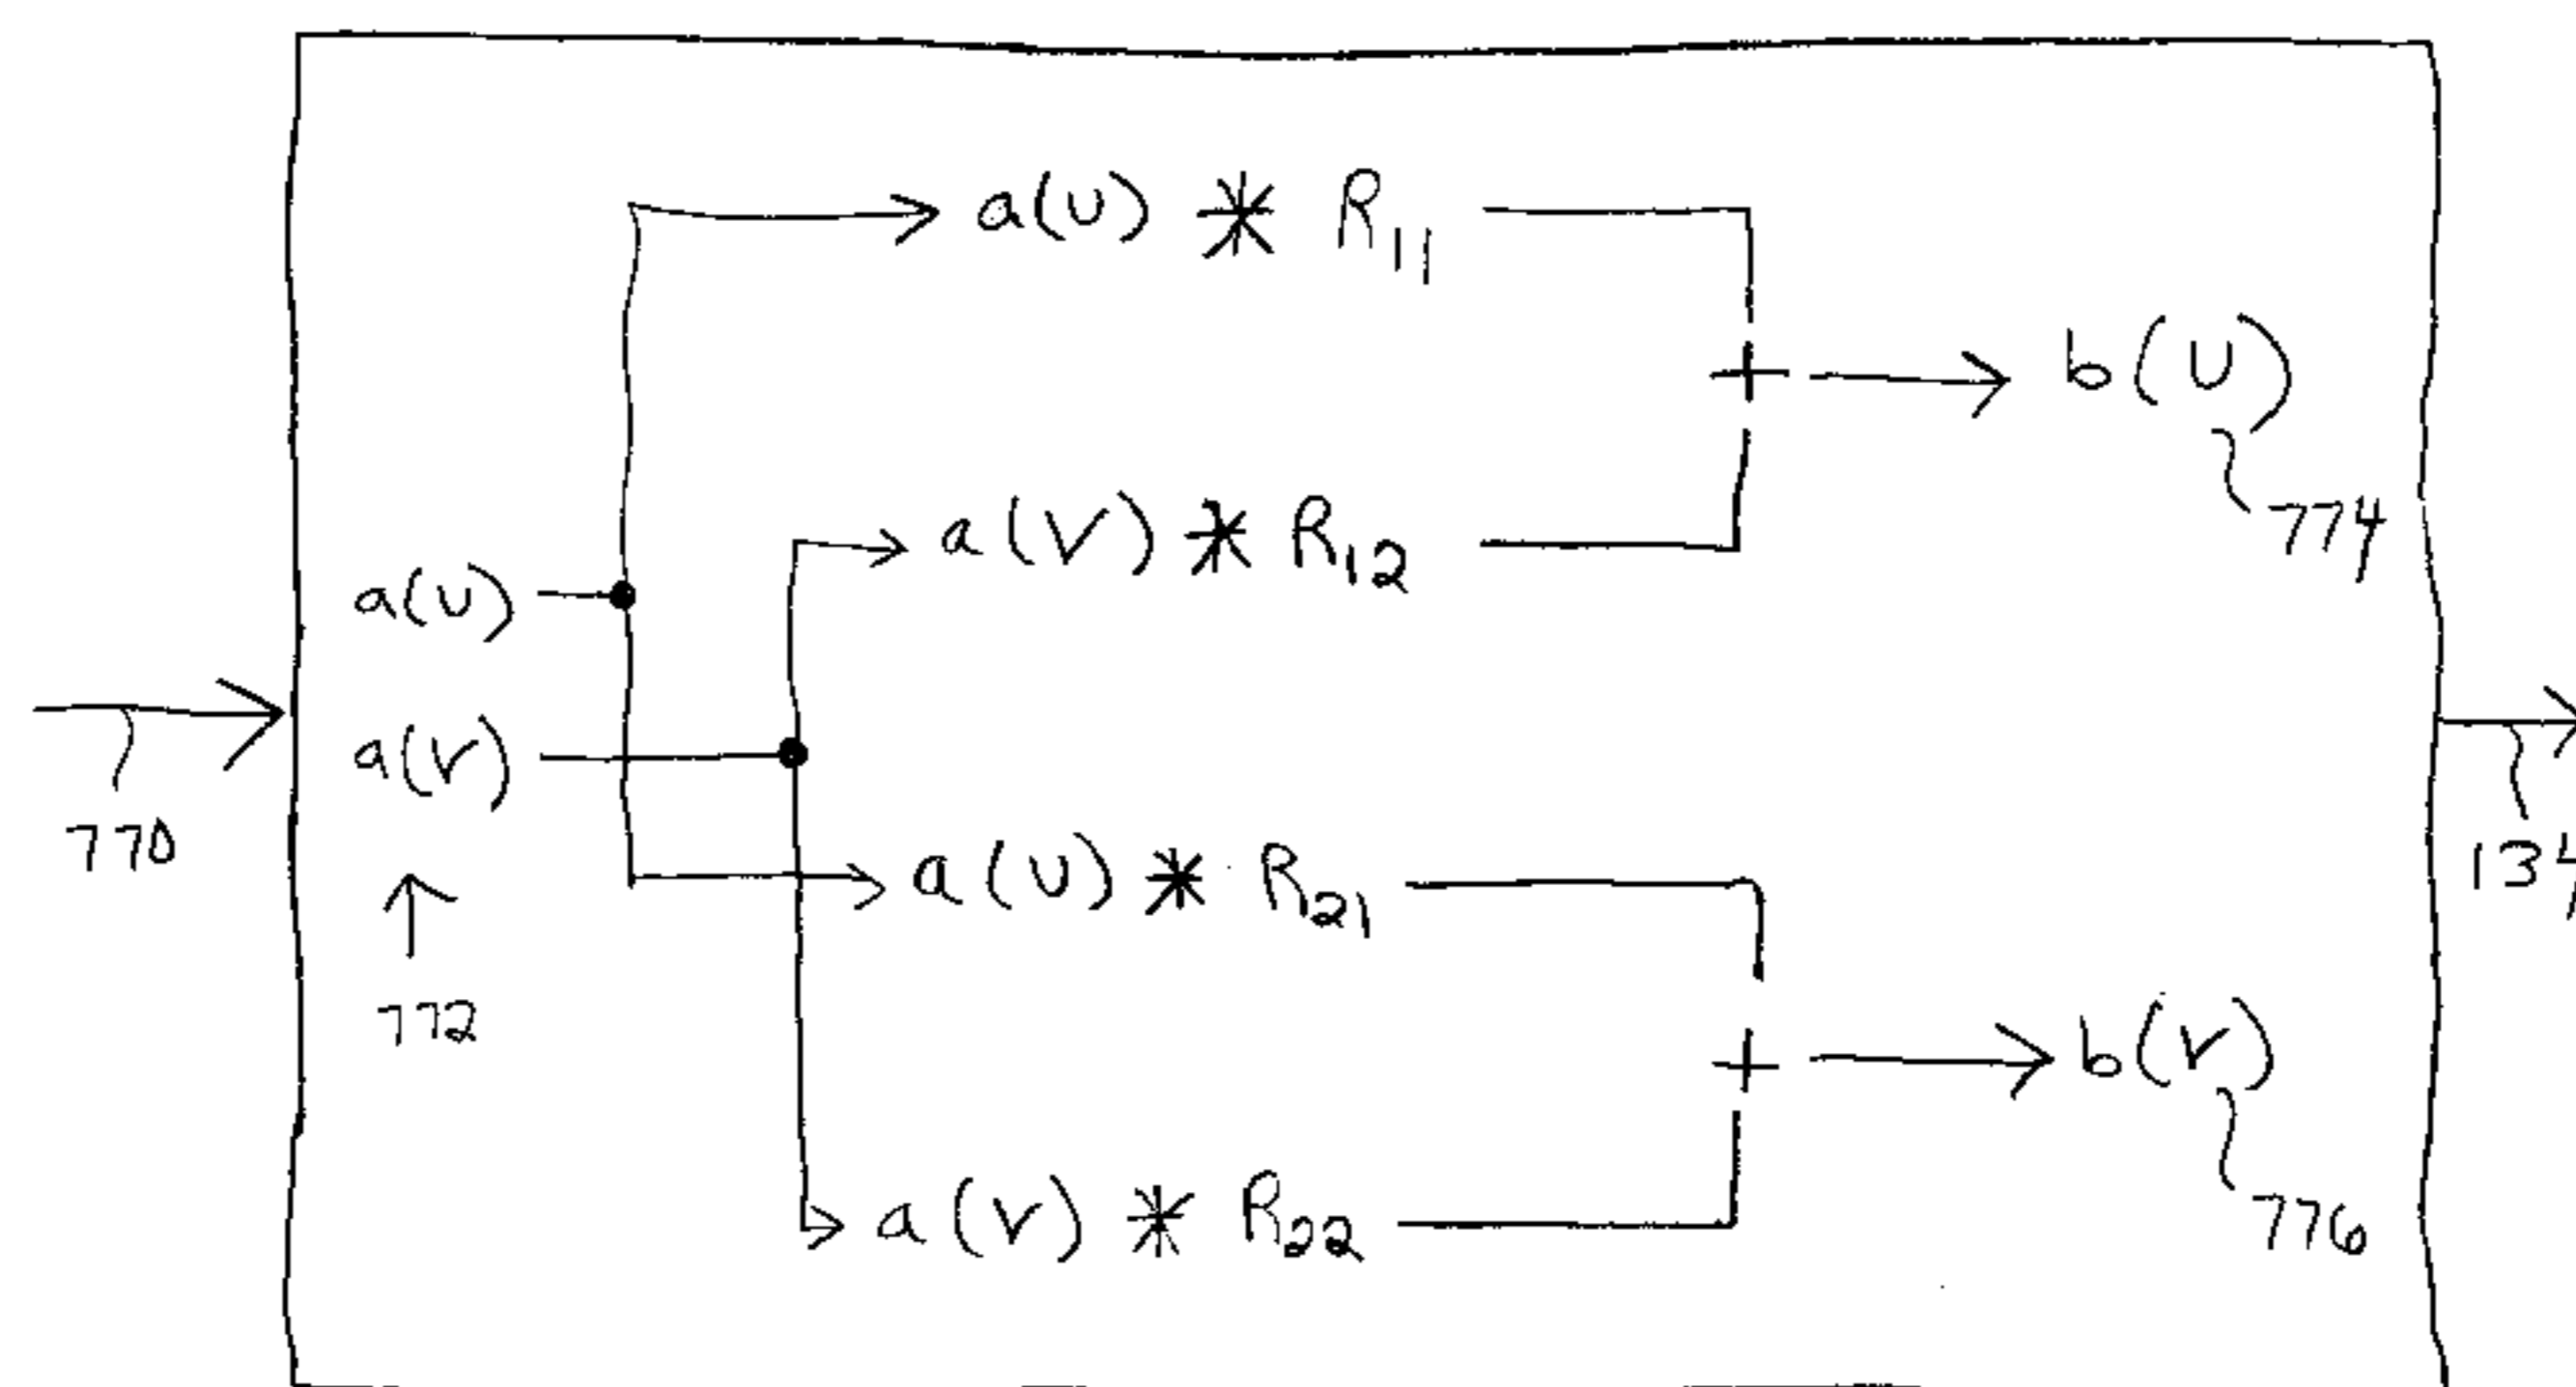 a(U) * R11
b(U)
774
a(V) * R12
a(U)
a(V)
770
a(U) * R21
134
772
b(V)
a(V) * R22
776